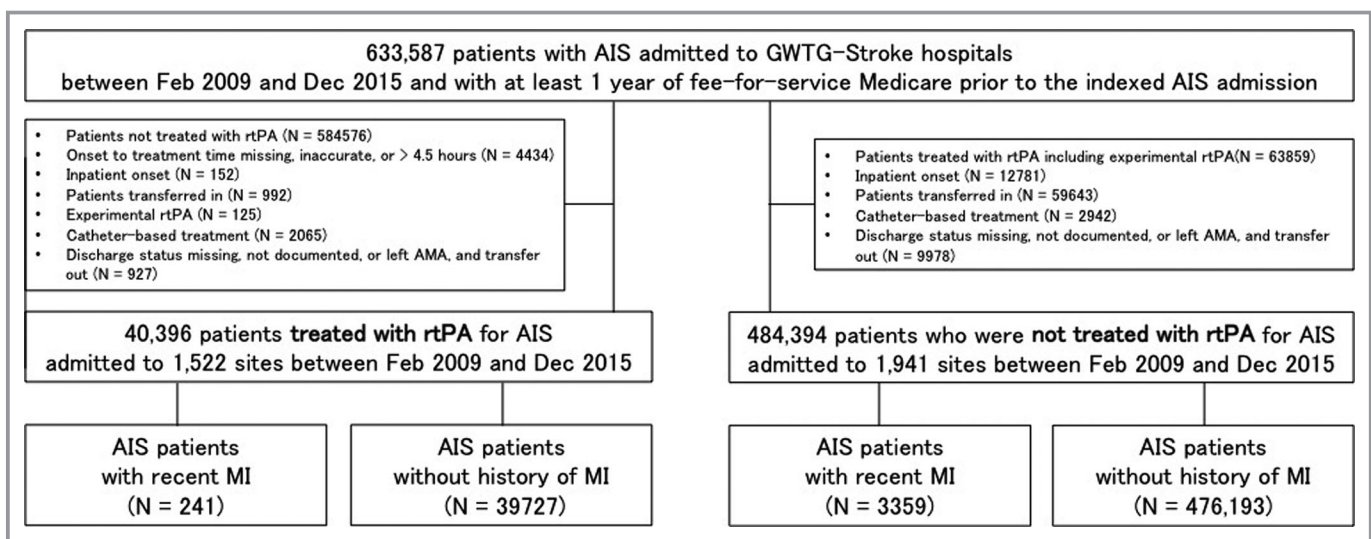 633,587 patients with AIS admitted to GWTG-Stroke hospitals
between Feb 2009 and Dec 2015 and with at least 1 year of fee-for-service Medicare prior to the indexed AIS admission
• Patients not treated with rtPA (N = 584576)
• Onset to treatment time missing, inaccurate, or > 4.5 hours (N = 4434)
• Inpatient onset (N = 152)
• Patients transferred in (N = 992)
• Experimental rtPA (N = 125)
• Catheter-based treatment (N = 2065)
• Discharge status missing, not documented, or left AMA, and transfer
out (N = 927)
• Patients treated with rtPA including experimental rtPA(N = 63859)
• Inpatient onset (N = 12781)
• Patients transferred in (N = 59643)
• Catheter-based treatment (N = 2942)
• Discharge status missing, not documented, or left AMA, and transfer
out (N = 9978)
40,396 patients treated with rtPA for AIS
admitted to 1,522 sites between Feb 2009 and Dec 2015
484,394 patients who were not treated with rtPA for AIS
admitted to 1,941 sites between Feb 2009 and Dec 2015
AIS patients
with recent MI
(N = 241)
AIS patients
without history of MI
(N = 39727)
AIS patients
with recent MI
(N = 3359)
AIS patients
without history of MI
(N = 476,193)